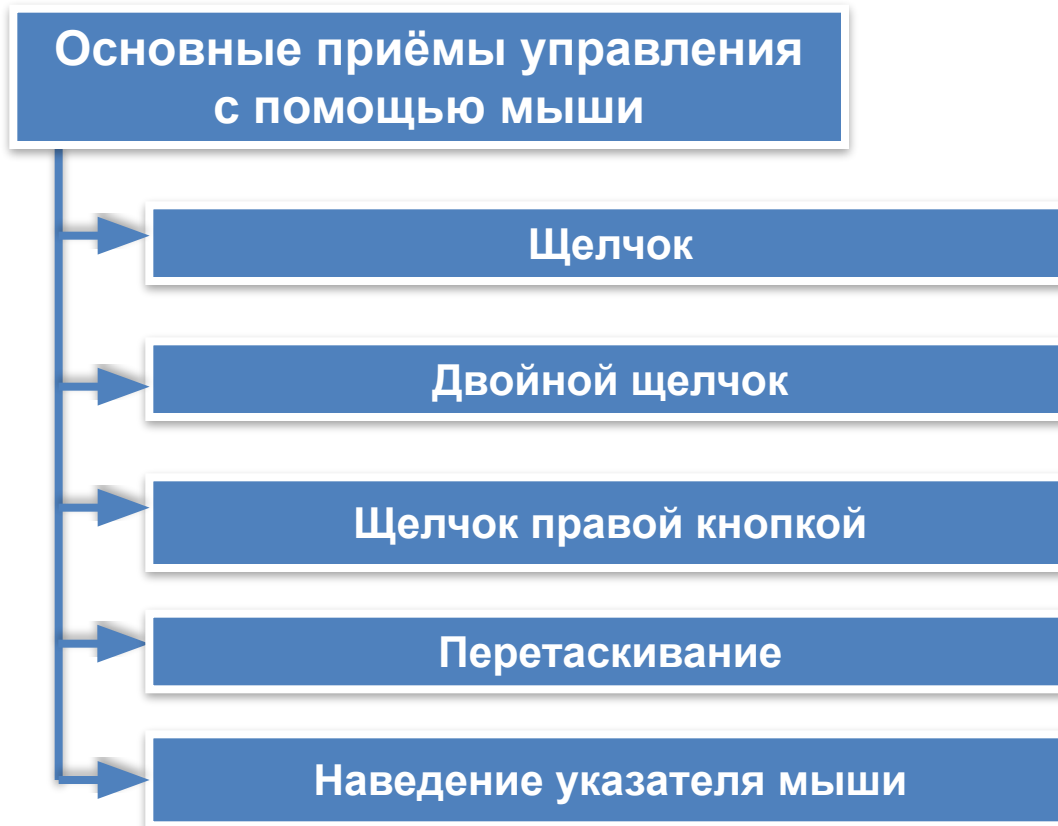 Основные приёмы управления
с помощью мыши
Щелчок
Двойной щелчок
Щелчок правой кнопкой
Перетаскивание
Наведение указателя мыши